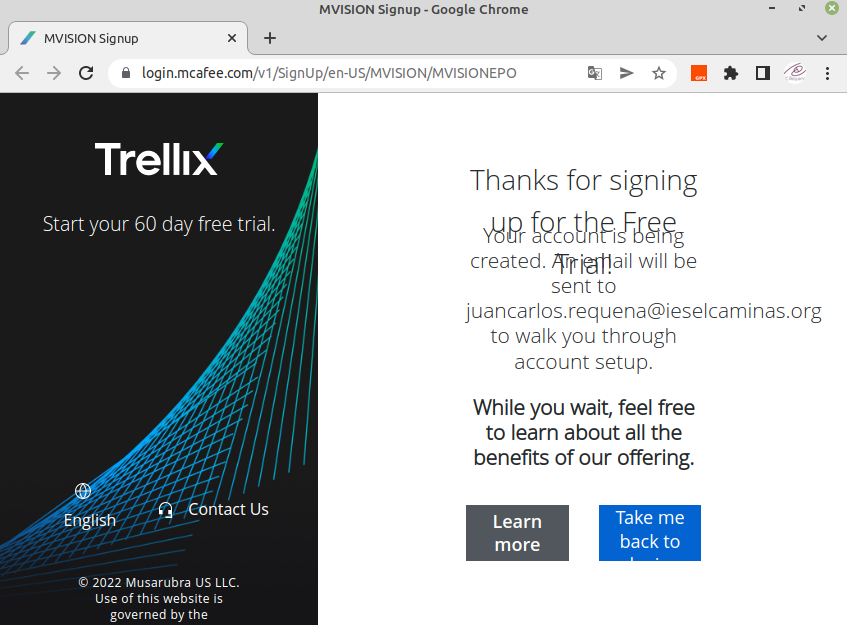 MVISION Signup - Google Chrome
MVISION Signup
login.mcafee.com/v1/SignUp/en-US/MVISION/MVISIONEPO
GPX
Trellix
Start your 60 day free trial.
English
Contact Us
© 2022 Musarubra US LLC.
Use of this website is
governed by the
Thanks for signing
up for the Free
Trial!
Your account is being
created. An email will be
sent to
juancarlos.requena@ieselcaminas.org
to walk you through
account setup.
While you wait, feel free
to learn about all the
benefits of our offering.
Learn
more
Take me
back to